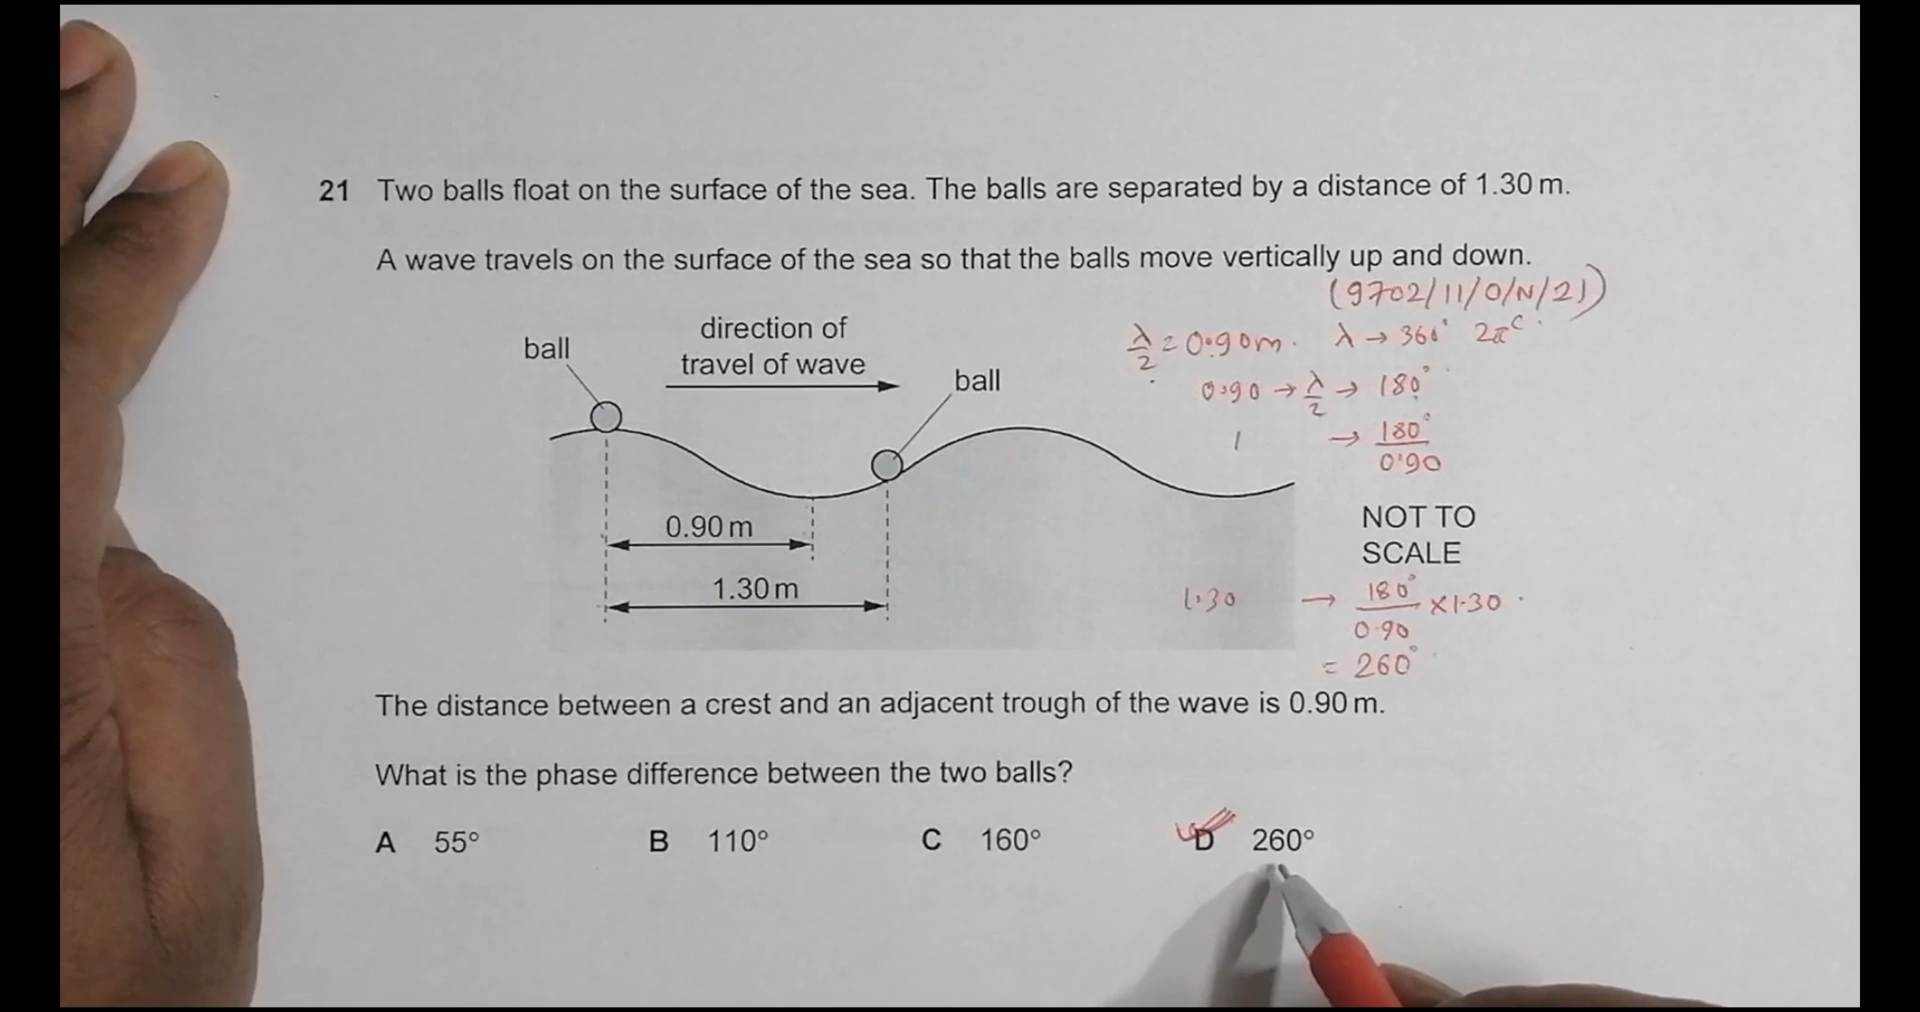 21 Two balls float on the surface of the sea. The balls are separated by a distance of 1.30 m.
A wave travels on the surface of the sea so that the balls move vertically up and down.
(9702/11/O/N/21)
ball
direction of
travel of wave
ball
λ/2 = 0.90m. λ → 360° 2πᶜ
0.90 → λ/2 → 180°
1 → 180°/0.90
0.90 m
1.30 m
NOT TO
SCALE
1.30 → 180°/0.90 × 1.30
= 260°
The distance between a crest and an adjacent trough of the wave is 0.90 m.
What is the phase difference between the two balls?
A 55° B 110° C 160° D 260°